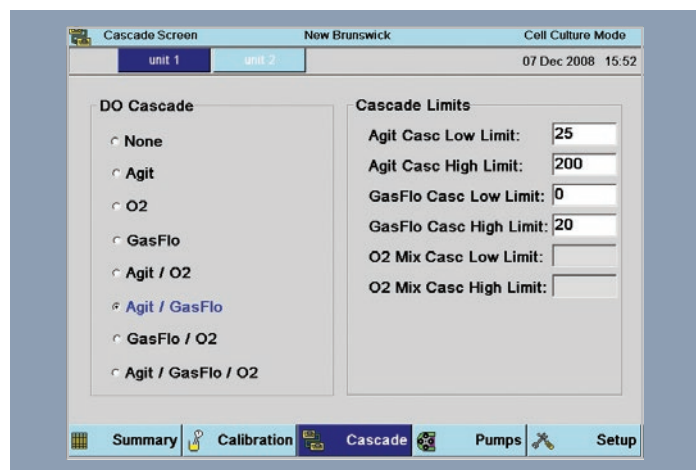 Cascade Screen New Brunswick Cell Culture Mode
unit 1 unit 2 07 Dec 2008 15:52
DO Cascade
None
Agit
O2
GasFlo
Agit / O2
Agit / GasFlo
GasFlo / O2
Agit / GasFlo / O2
Cascade Limits
Agit Casc Low Limit: 25
Agit Casc High Limit: 200
GasFlo Casc Low Limit: 0
GasFlo Casc High Limit: 20
O2 Mix Casc Low Limit:
O2 Mix Casc High Limit:
Summary Calibration Cascade Pumps Setup